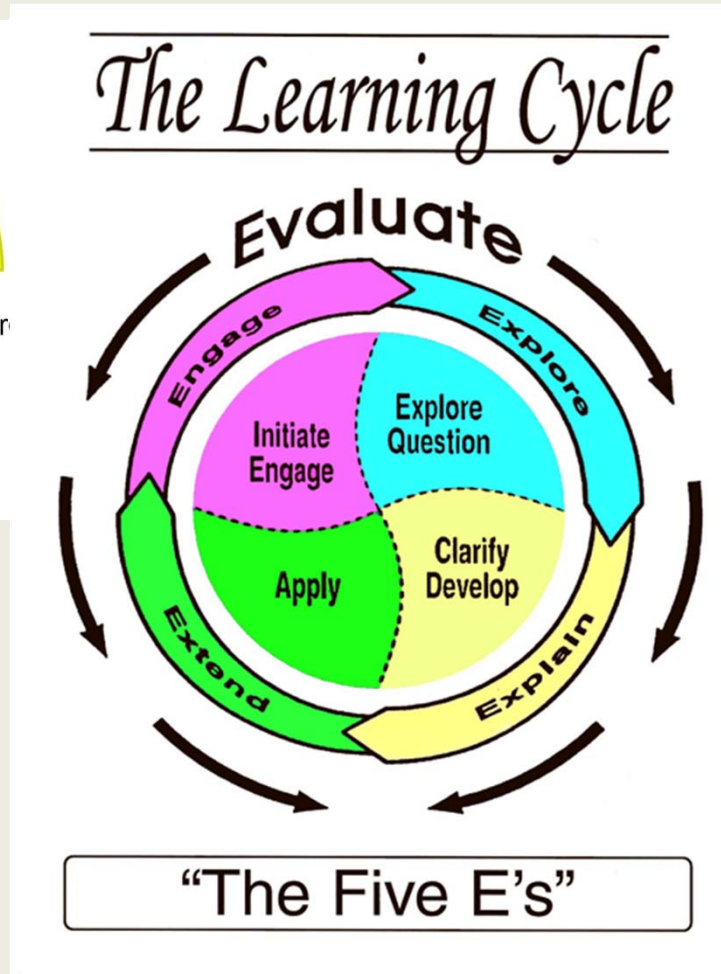 The Learning Cycle
Evaluate
Engage
Explore
Initiate
Engage
Explore
Question
Apply
Clarify
Develop
Extend
Explain
“The Five E’s”